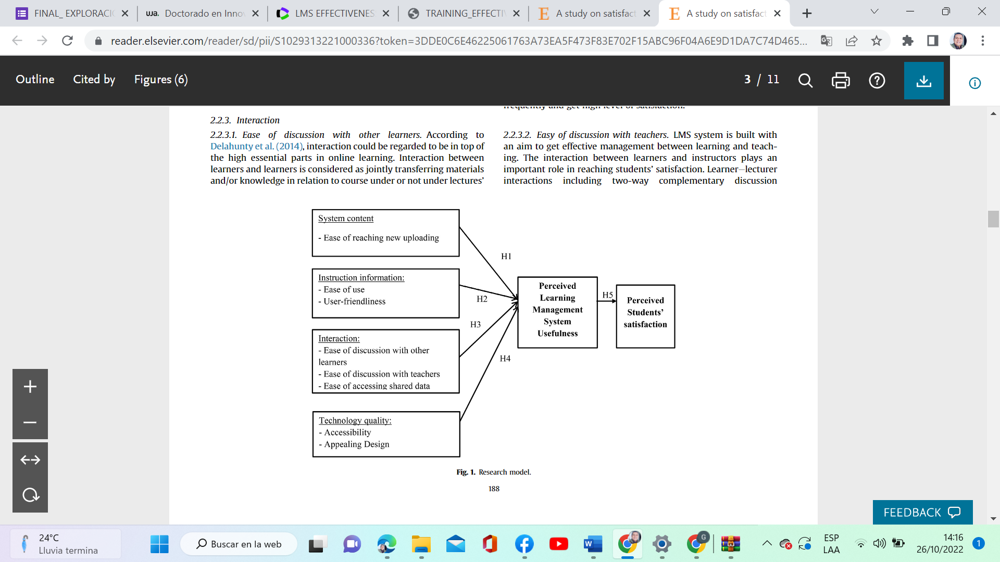 FINAL_ EXPLORACI
uja. Doctorado en Inno
LMS EFFECTIVENES
TRAINING_EFFECTI
A study on satisfact
A study on satisfact
reader.elsevier.com/reader/sd/pii/S1029313221000336?token=3DDE0C6E46225061763A73EA5F473F83E702F15ABC96F04A6E9D1DA7C74D465...
Outline Cited by Figures (6)
3 / 11
frequently and get high level of satisfaction.
2.2.3. Interaction
2.2.3.1. Ease of discussion with other learners. According to
Delahunty et al. (2014), interaction could be regarded to be in top of
the high essential parts in online learning. Interaction between
learners and learners is considered as jointly transferring materials
and/or knowledge in relation to course under or not under lectures'
2.2.3.2. Easy of discussion with teachers. LMS system is built with
an aim to get effective management between learning and teach-
ing. The interaction between learners and instructors plays an
important role in reaching students' satisfaction. Learner–lecturer
interactions including two-way complementary discussion
System content
- Ease of reaching new uploading
Instruction information:
- Ease of use
- User-friendliness
Interaction:
- Ease of discussion with other
learners
- Ease of discussion with teachers
- Ease of accessing shared data
Technology quality:
- Accessibility
- Appealing Design
H1
H2
H3
H4
Perceived
Learning
Management
System
Usefulness
H5
Perceived
Students'
satisfaction
Fig. 1. Research model.
188
FEEDBACK
24°C
Lluvia termina
Buscar en la web
ESP
LAA
14:16
26/10/2022
1